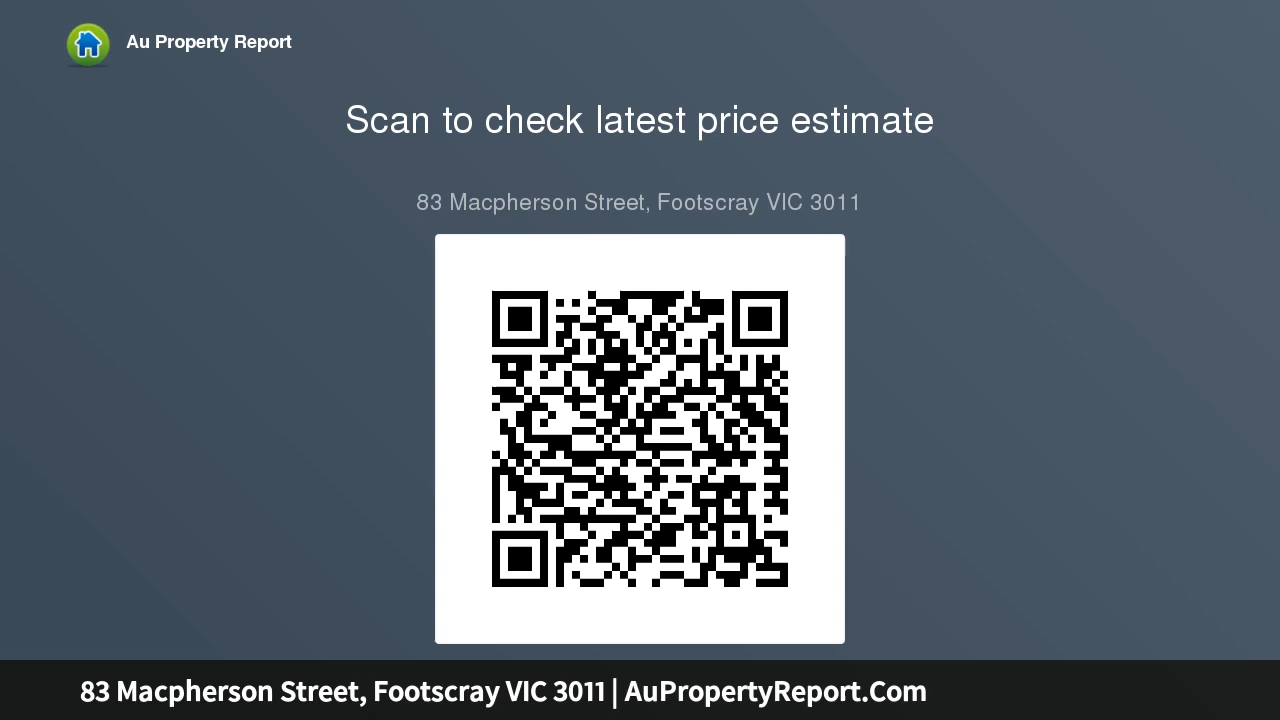 Au Property Report
Scan to check latest price estimate
83 Macpherson Street, Footscray VIC 3011
83 Macpherson Street, Footscray VIC 3011 | AuPropertyReport.Com